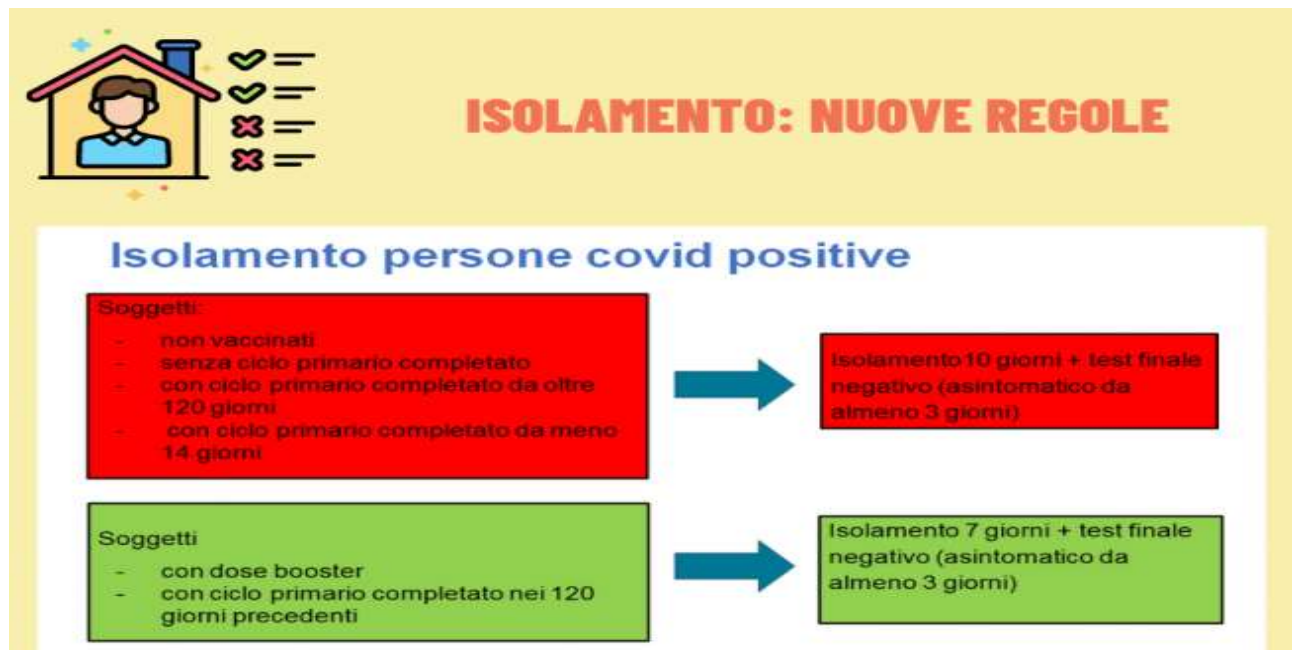 ISOLAMENTO: NUOVE REGOLE
Isolamento persone covid positive
Soggetti:
- non vaccinati
- senza ciclo primario completato
- con ciclo primario completato da oltre
120 giorni
- con ciclo primario completato da meno
14 giorni
Isolamento10 giorni + test finale
negativo (asintomatico da
almeno 3 giorni)
Soggetti
- con dose booster
- con ciclo primario completato nei 120
giorni precedenti
Isolamento 7 giorni + test finale
negativo (asintomatico da
almeno 3 giorni)